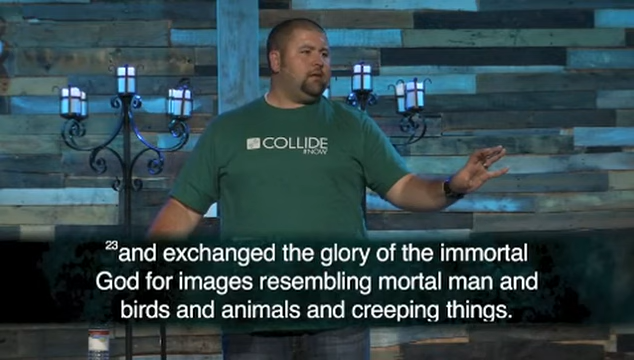 COLLIDE
#NOW
23and exchanged the glory of the immortal
God for images resembling mortal man and
birds and animals and creeping things.